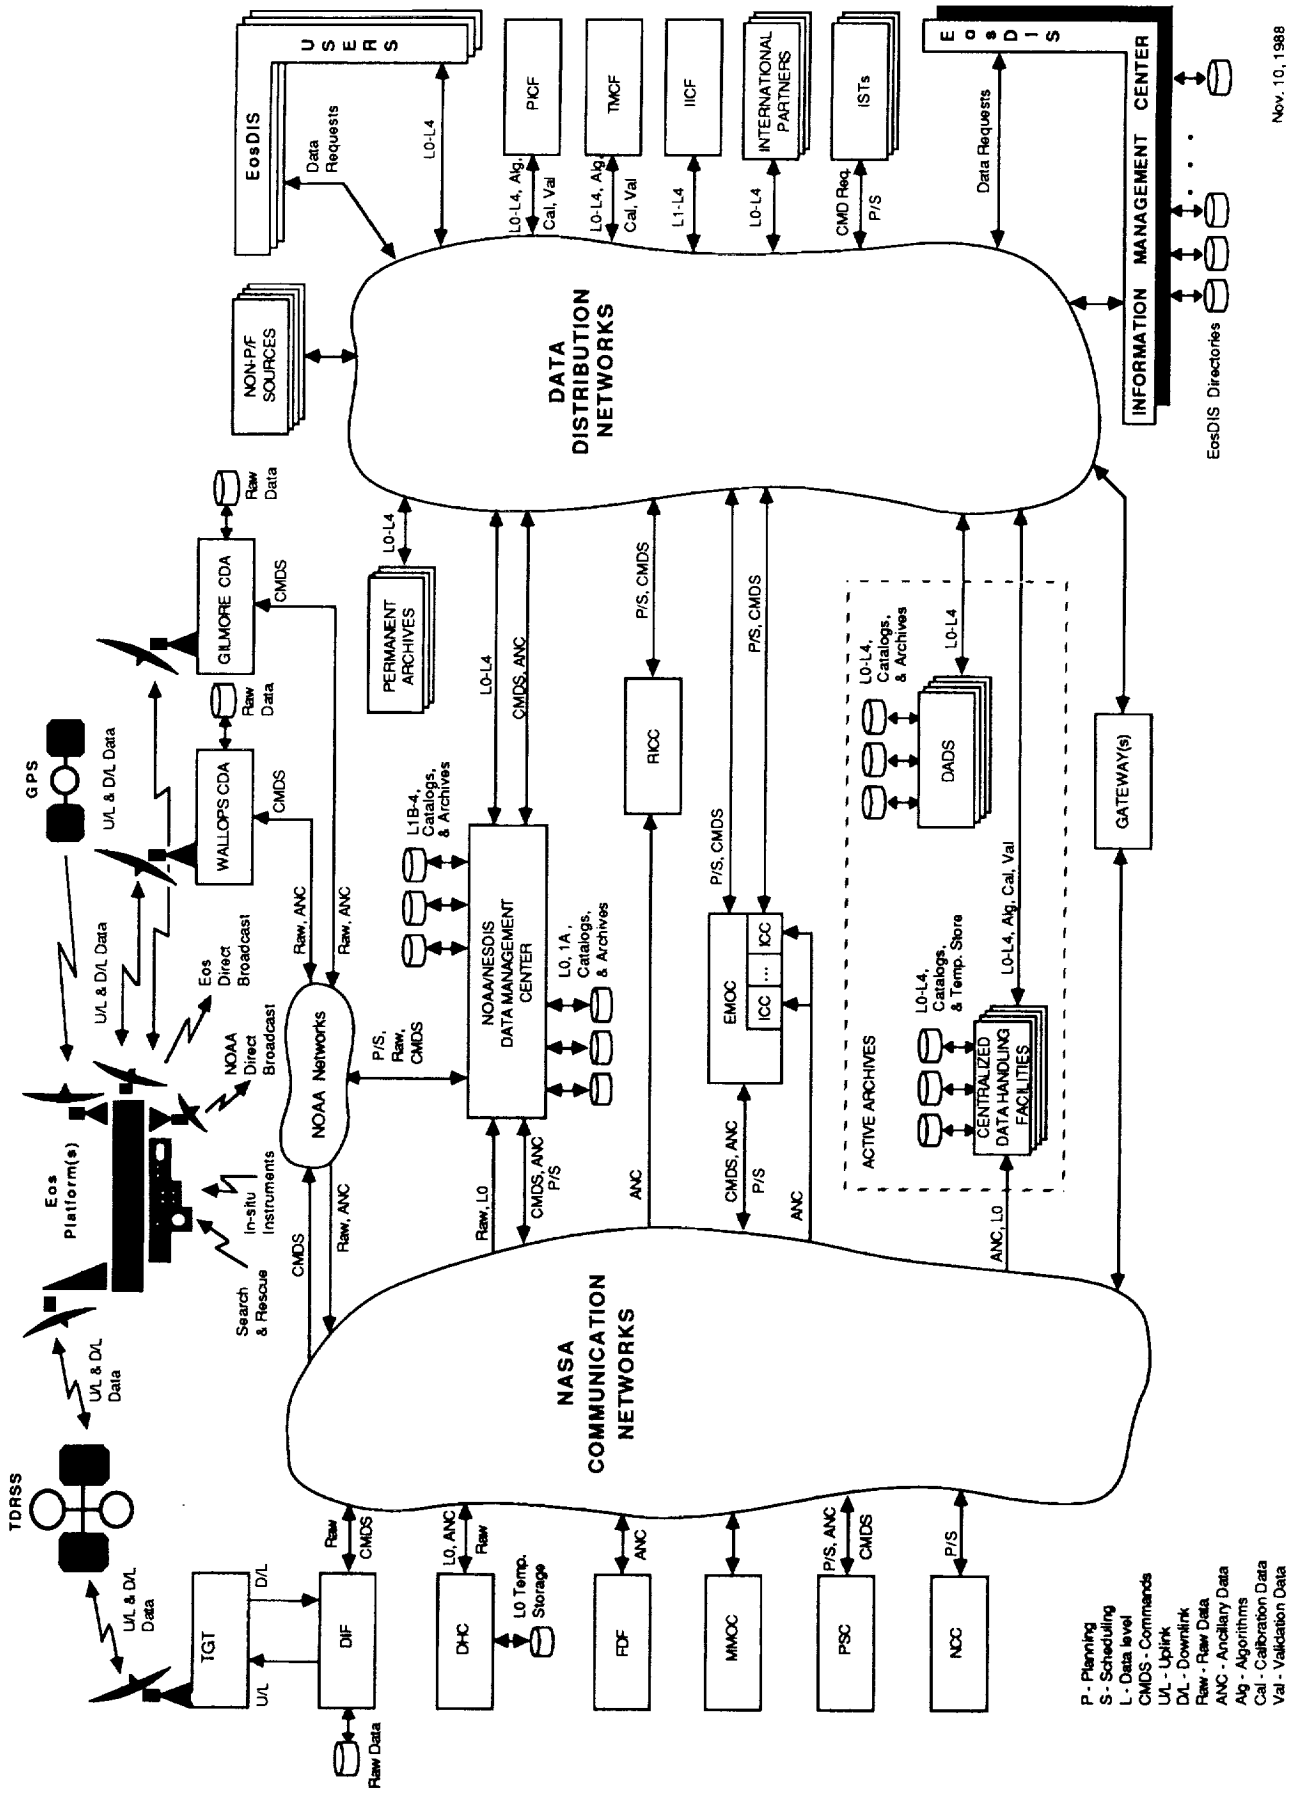 TDRSS
U/L & D/L
Data
U/L & D/L
Data
Eos
Platform(s)
GPS
U/L & D/L Data
U/L & D/L Data
Eos
Direct
Broadcast
NOAA
Direct
Broadcast
In-situ
Instruments
Search
& Rescue
TGT
U/L
D/L
DIF
Raw Data
Raw
CMDS
DHC
L0 Temp.
Storage
L0, ANC
Raw
FDF
ANC
MMOC
PSC
P/S, ANC
CMDS
NCC
P/S
NASA
COMMUNICATION
NETWORKS
CMDS
Raw, ANC
NOAA Networks
Raw, ANC
Raw, ANC
WALLOPS CDA
CMDS
Raw
Data
GILMORE CDA
CMDS
Raw
Data
P/S,
Raw,
CMDS
Raw, L0
CMDS, ANC
P/S
NOAA/NESDIS
DATA MANAGEMENT
CENTER
L1B-4,
Catalogs,
& Archives
L0, 1A,
Catalogs,
& Archives
L0-L4
CMDS, ANC
PERMANENT
ARCHIVES
L0-L4
ANC
RICC
P/S, CMDS
CMDS, ANC
P/S
EMOC
ICC
...
ICC
ANC
P/S, CMDS
P/S, CMDS
ACTIVE ARCHIVES
CENTRALIZED
DATA HANDLING
FACILITIES
L0-L4,
Catalogs,
& Temp. Store
ANC, L0
L0-L4, Alg, Cal, Val
DADS
L0-L4,
Catalogs,
& Archives
L0-L4
GATEWAY(s)
DATA
DISTRIBUTION
NETWORKS
NON-P/F
SOURCES
EosDIS
USERS
Data
Requests
L0-L4
PICF
L0-L4, Alg,
Cal, Val
TMCF
L0-L4, Alg,
Cal, Val
IICF
L1-L4
INTERNATIONAL
PARTNERS
L0-L4
ISTs
CMD Req.
P/S
Data Requests
EosDIS
INFORMATION MANAGEMENT CENTER
. . . .
EosDIS Directories
P - Planning
S - Scheduling
L - Data level
CMDS - Commands
U/L - Uplink
D/L - Downlink
Raw - Raw Data
ANC - Ancillary Data
Alg - Algorithms
Cal - Calibration Data
Val - Validation Data
Nov. 10, 1988